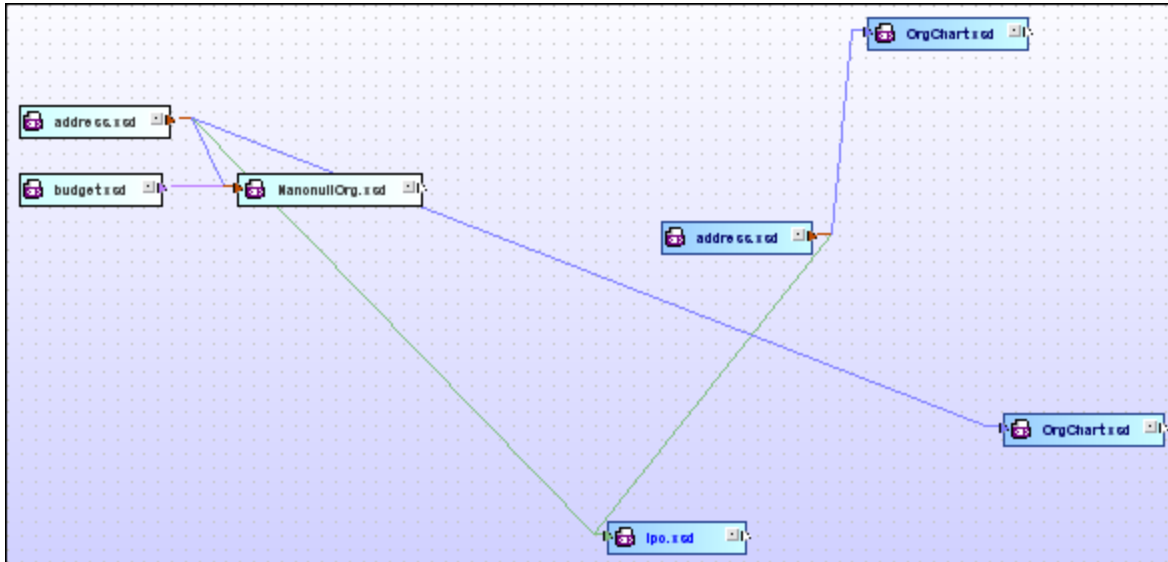 OrgChart.xsd
address.xsd
budget.xsd
NanonullOrg.xsd
address.xsd
OrgChart.xsd
ipo.xsd